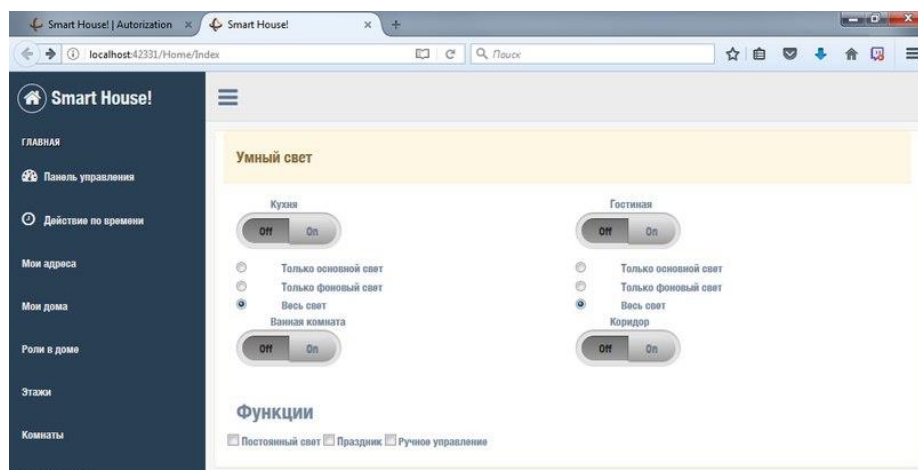 Smart House! | Autorization
Smart House!
localhost:42331/Home/Index
Поиск
Smart House!
ГЛАВНАЯ
Панель управления
Действие по времени
Мои адреса
Мои дома
Роли в доме
Этажи
Комнаты
Умный свет
Кухня
Off On
Только основной свет
Только фоновый свет
Весь свет
Ванная комната
Off On
Гостиная
Off On
Только основной свет
Только фоновый свет
Весь свет
Коридор
Off On
Функции
Постоянный свет Праздник Ручное управление